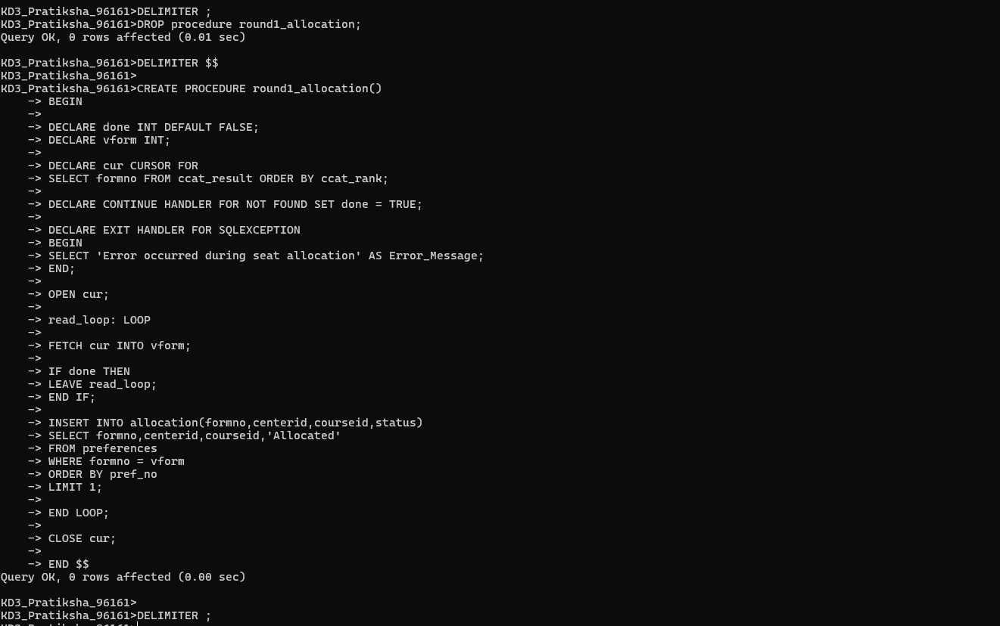 KD3_Pratiksha_96161>DELIMITER ;
KD3_Pratiksha_96161>DROP procedure round1_allocation;
Query OK, 0 rows affected (0.01 sec)
KD3_Pratiksha_96161>DELIMITER $$
KD3_Pratiksha_96161>
KD3_Pratiksha_96161>CREATE PROCEDURE round1_allocation()
-> BEGIN
->
-> DECLARE done INT DEFAULT FALSE;
-> DECLARE vform INT;
->
-> DECLARE cur CURSOR FOR
-> SELECT formno FROM ccat_result ORDER BY ccat_rank;
->
-> DECLARE CONTINUE HANDLER FOR NOT FOUND SET done = TRUE;
->
-> DECLARE EXIT HANDLER FOR SQLEXCEPTION
-> BEGIN
-> SELECT 'Error occurred during seat allocation' AS Error_Message;
-> END;
->
-> OPEN cur;
->
-> read_loop: LOOP
->
-> FETCH cur INTO vform;
->
-> IF done THEN
-> LEAVE read_loop;
-> END IF;
->
-> INSERT INTO allocation(formno,centerid,courseid,status)
-> SELECT formno,centerid,courseid,'Allocated'
-> FROM preferences
-> WHERE formno = vform
-> ORDER BY pref_no
-> LIMIT 1;
->
-> END LOOP;
->
-> CLOSE cur;
->
-> END $$
Query OK, 0 rows affected (0.00 sec)
KD3_Pratiksha_96161>
KD3_Pratiksha_96161>DELIMITER ;
KD3_Pratiksha_96161>